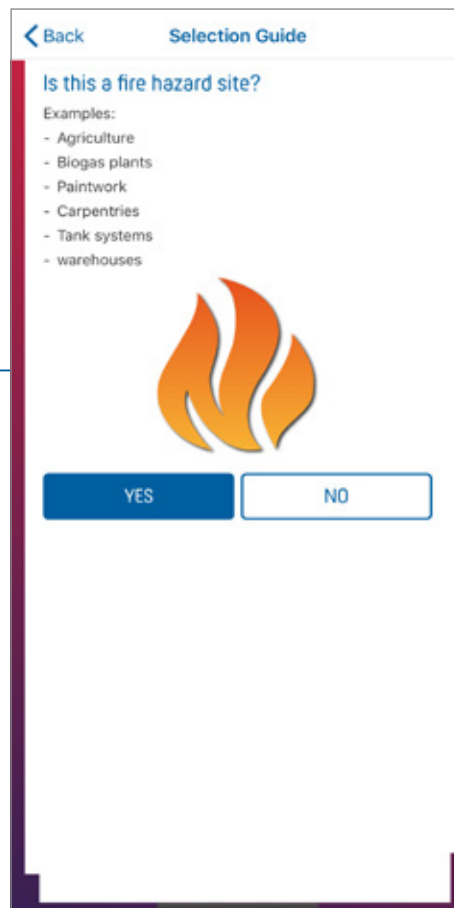 Back
Selection Guide
Is this a fire hazard site?
Examples:
- Agriculture
- Biogas plants
- Paintwork
- Carpentries
- Tank systems
- warehouses
YES
NO